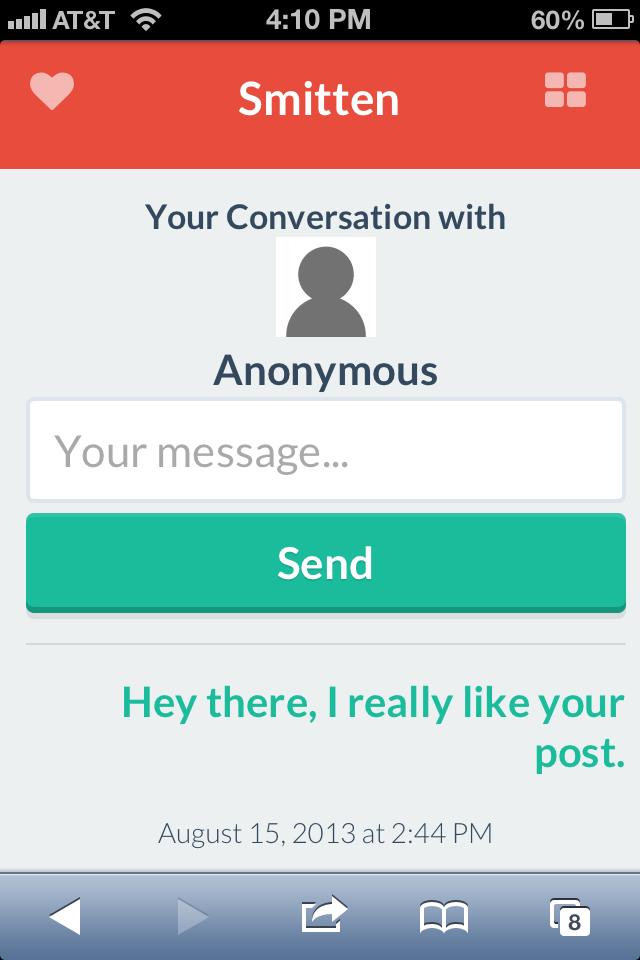 AT&T 4:10 PM 60%
Smitten
Your Conversation with
Anonymous
Your message...
Send
Hey there, I really like your
post.
August 15, 2013 at 2:44 PM
8